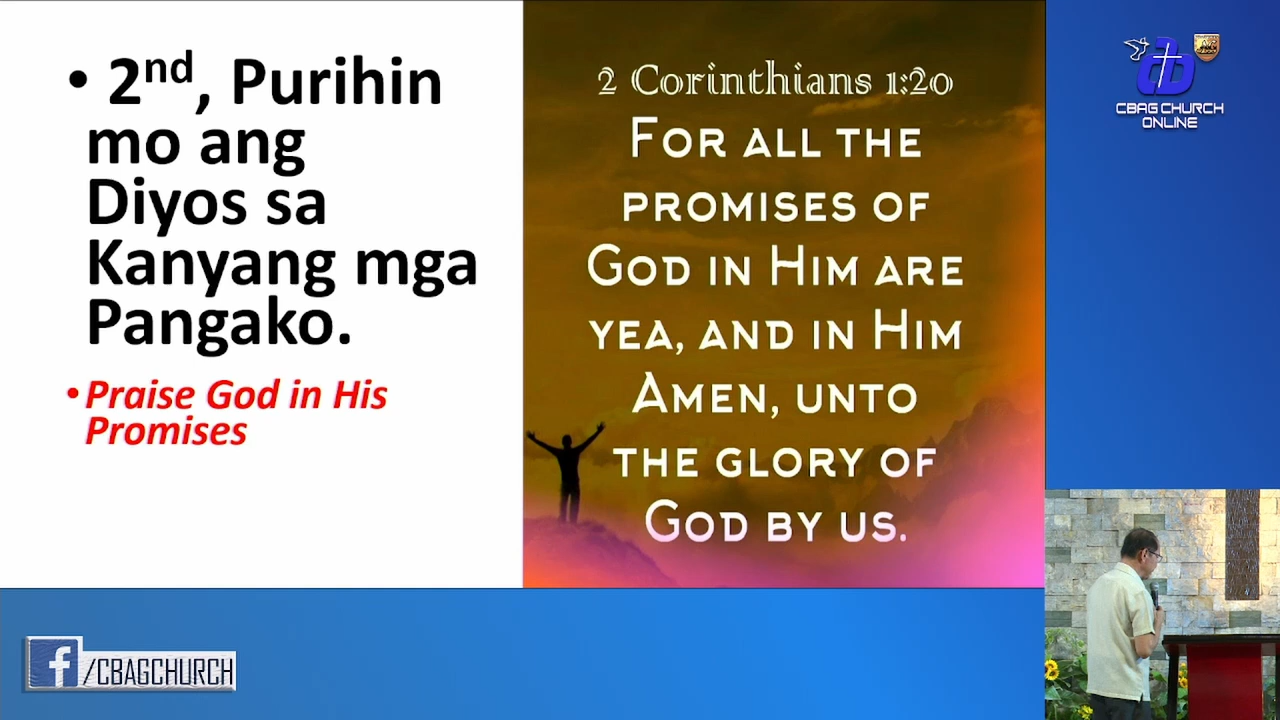 • 2nd, Purihin
mo ang
Diyos sa
Kanyang mga
Pangako.
• Praise God in His
Promises
2 Corinthians 1:20
For all the
promises of
God in Him are
yea, and in Him
Amen, unto
the glory of
God by us.
CBAG CHURCH
ONLINE
f/CBAGCHURCH